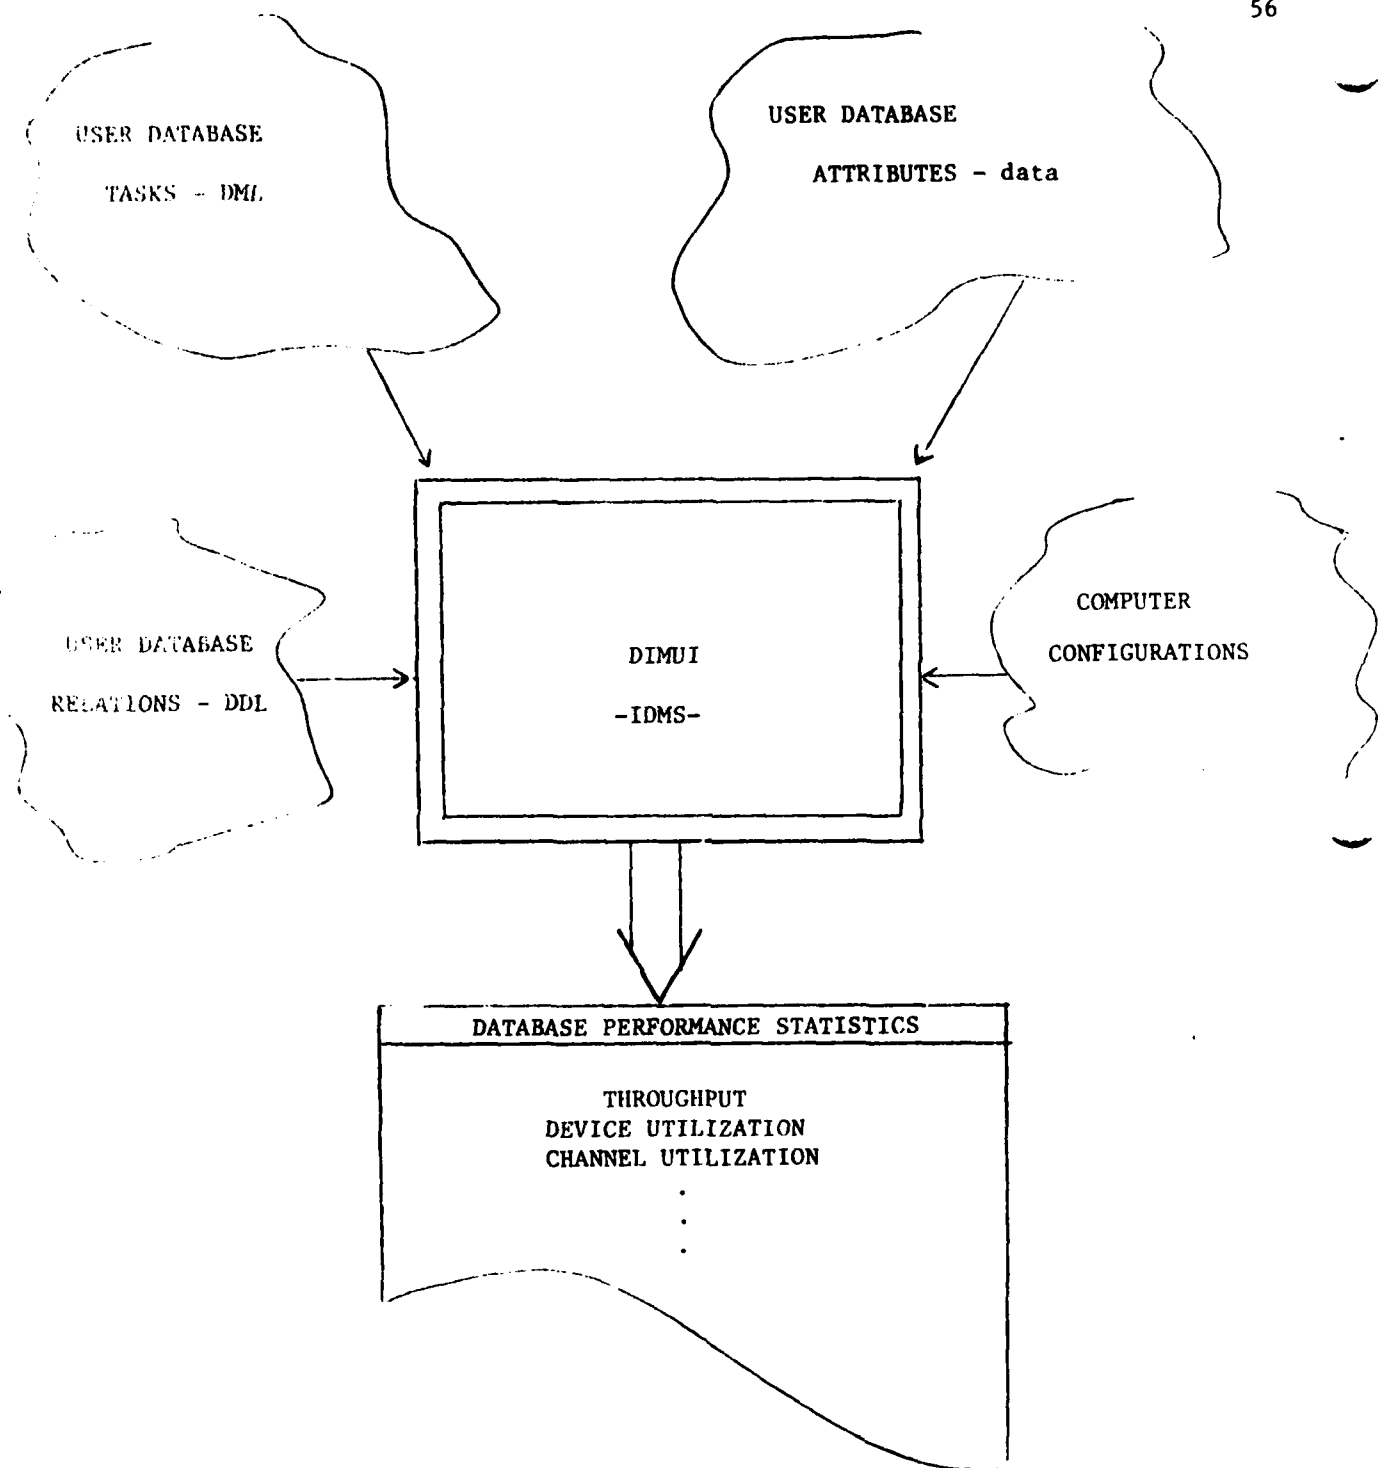 56
USER DATABASE
TASKS - DML
USER DATABASE
ATTRIBUTES - data
USER DATABASE
RELATIONS - DDL
DIMUI
-IDMS-
COMPUTER
CONFIGURATIONS
DATABASE PERFORMANCE STATISTICS
THROUGHPUT
DEVICE UTILIZATION
CHANNEL UTILIZATION
.
.
.